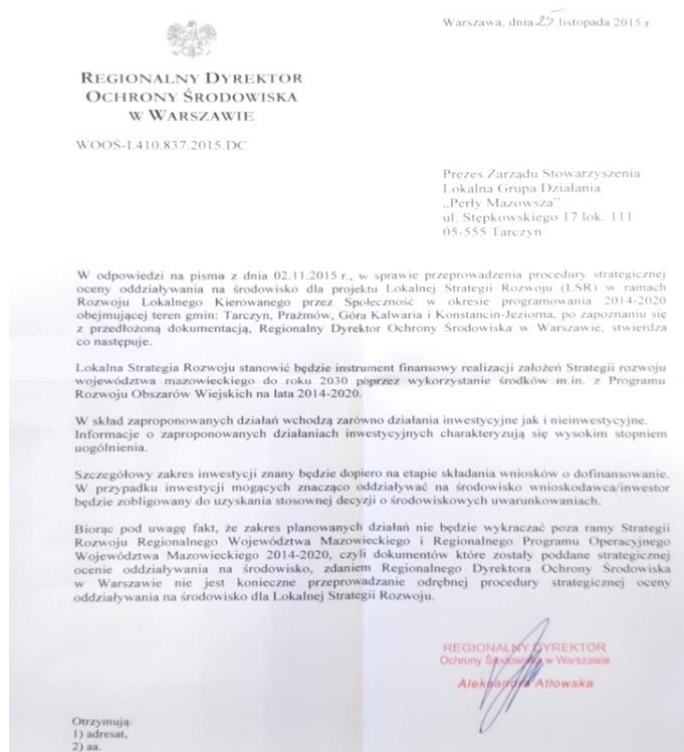 Warszawa, dnia 25 listopada 2015 r.
REGIONALNY DYREKTOR
OCHRONY ŚRODOWISKA
W WARSZAWIE
WOOŚ-I.410.837.2015.DC
Prezes Zarządu Stowarzyszenia
Lokalna Grupa Działania
„Perły Mazowsza”
ul. Stępkowskiego 17 lok. 111
05-555 Tarczyn
W odpowiedzi na pisma z dnia 02.11.2015 r., w sprawie przeprowadzenia procedury strategicznej
oceny oddziaływania na środowisko dla projektu Lokalnej Strategii Rozwoju (LSR) w ramach
Rozwoju Lokalnego Kierowanego przez Społeczność w okresie programowania 2014-2020
obejmującej teren gmin: Tarczyn, Prażmów, Góra Kalwaria i Konstancin-Jeziorna, po zapoznaniu się
z przedłożoną dokumentacją, Regionalny Dyrektor Ochrony Środowiska w Warszawie, stwierdza
co następuje.
Lokalna Strategia Rozwoju stanowić będzie instrument finansowy realizacji założeń Strategii rozwoju
województwa mazowieckiego do roku 2030 poprzez wykorzystanie środków m.in. z Programu
Rozwoju Obszarów Wiejskich na lata 2014-2020.
W skład zaproponowanych działań wchodzą zarówno działania inwestycyjne jak i nieinwestycyjne.
Informacje o zaproponowanych działaniach inwestycyjnych charakteryzują się wysokim stopniem
uogólnienia.
Szczegółowy zakres inwestycji znany będzie dopiero na etapie składania wniosków o dofinansowanie.
W przypadku inwestycji mogących znacząco oddziaływać na środowisko wnioskodawca/inwestor
będzie zobligowany do uzyskania stosownej decyzji o środowiskowych uwarunkowaniach.
Biorąc pod uwagę fakt, że zakres planowanych działań nie będzie wykraczać poza ramy Strategii
Rozwoju Regionalnego Województwa Mazowieckiego i Regionalnego Programu Operacyjnego
Województwa Mazowieckiego 2014-2020, czyli dokumentów które zostały poddane strategicznej
ocenie oddziaływania na środowisko, zdaniem Regionalnego Dyrektora Ochrony Środowiska
w Warszawie nie jest konieczne przeprowadzanie odrębnej procedury strategicznej oceny
oddziaływania na środowisko dla Lokalnej Strategii Rozwoju.
REGIONALNY DYREKTOR
Ochrony Środowiska w Warszawie
Aleksandra Atłowska
Otrzymują:
1) adresat,
2) aa.